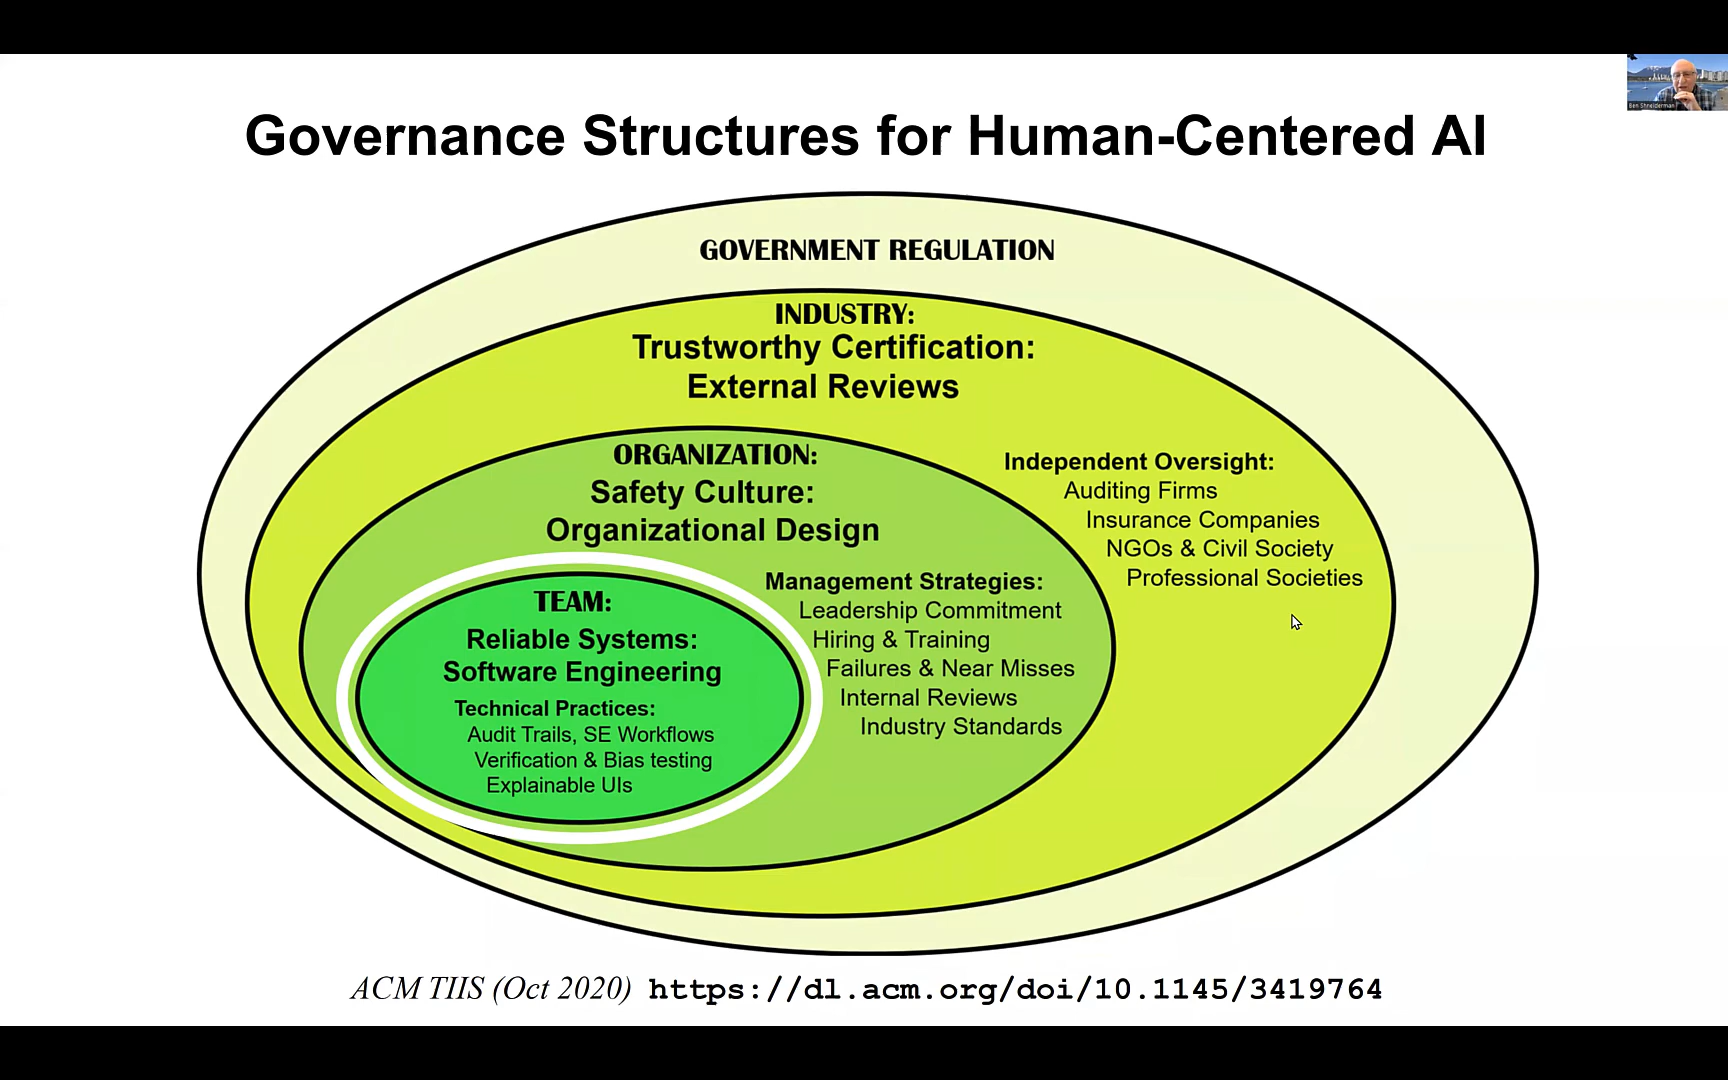 Ben Shneiderman
Governance Structures for Human-Centered AI
GOVERNMENT REGULATION
INDUSTRY:
Trustworthy Certification:
External Reviews
ORGANIZATION:
Safety Culture:
Organizational Design
Independent Oversight:
Auditing Firms
Insurance Companies
NGOs & Civil Society
Professional Societies
Management Strategies:
Leadership Commitment
Hiring & Training
Failures & Near Misses
Internal Reviews
Industry Standards
TEAM:
Reliable Systems:
Software Engineering
Technical Practices:
Audit Trails, SE Workflows
Verification & Bias testing
Explainable UIs
ACM TIIS (Oct 2020) https://dl.acm.org/doi/10.1145/3419764